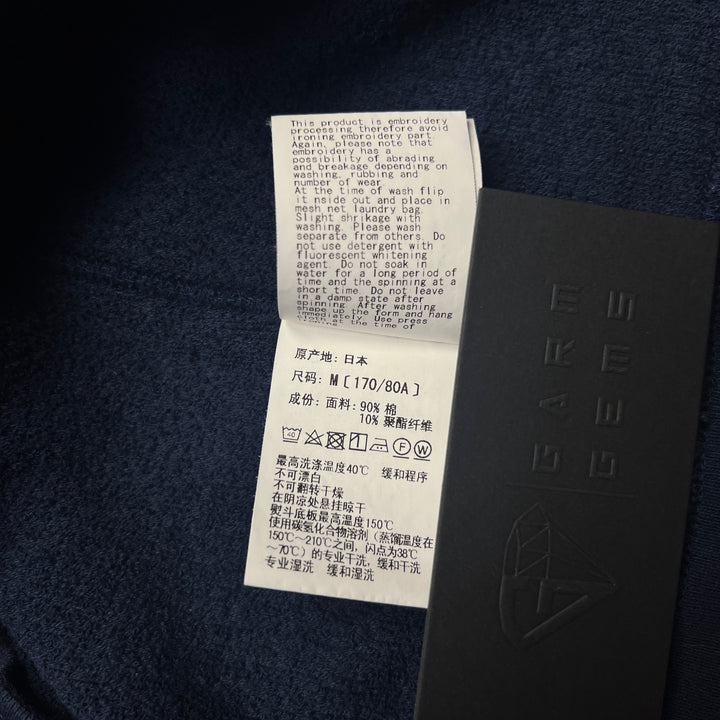 This product is embroidery
processing therefore avoid
ironing embroidery part.
Again, please note that
embroidery has a
possibility of abrading
and breakage depending on
washing, rubbing and
number of wear.
At the time of wash flip
it nside out and place in
mesh net laundry bag.
Slight shrikage with
washing. Please wash
separate from others. Do
not use detergent with
fluorescent whitening
agent. Do not soak in
water for a long period of
time and the spinning at a
short time. Do not leave
in a damp state after
spinning. After washing
shape up the form and hang
immediately. Use press
cloth at the time of
原产地: 日本
尺码: M [170/80A]
成份: 面料: 90% 棉
10% 聚酯纤维
40 1 F W
最高洗涤温度40℃ 缓和程序
不可漂白
不可翻转干燥
在阴凉处悬挂晾干
熨斗底板最高温度150℃
使用碳氢化合物溶剂 (蒸馏温度在
150℃~210℃之间, 闪点为38℃
~70℃) 的专业干洗, 缓和干洗
专业湿洗 缓和湿洗
GARM
GEMS